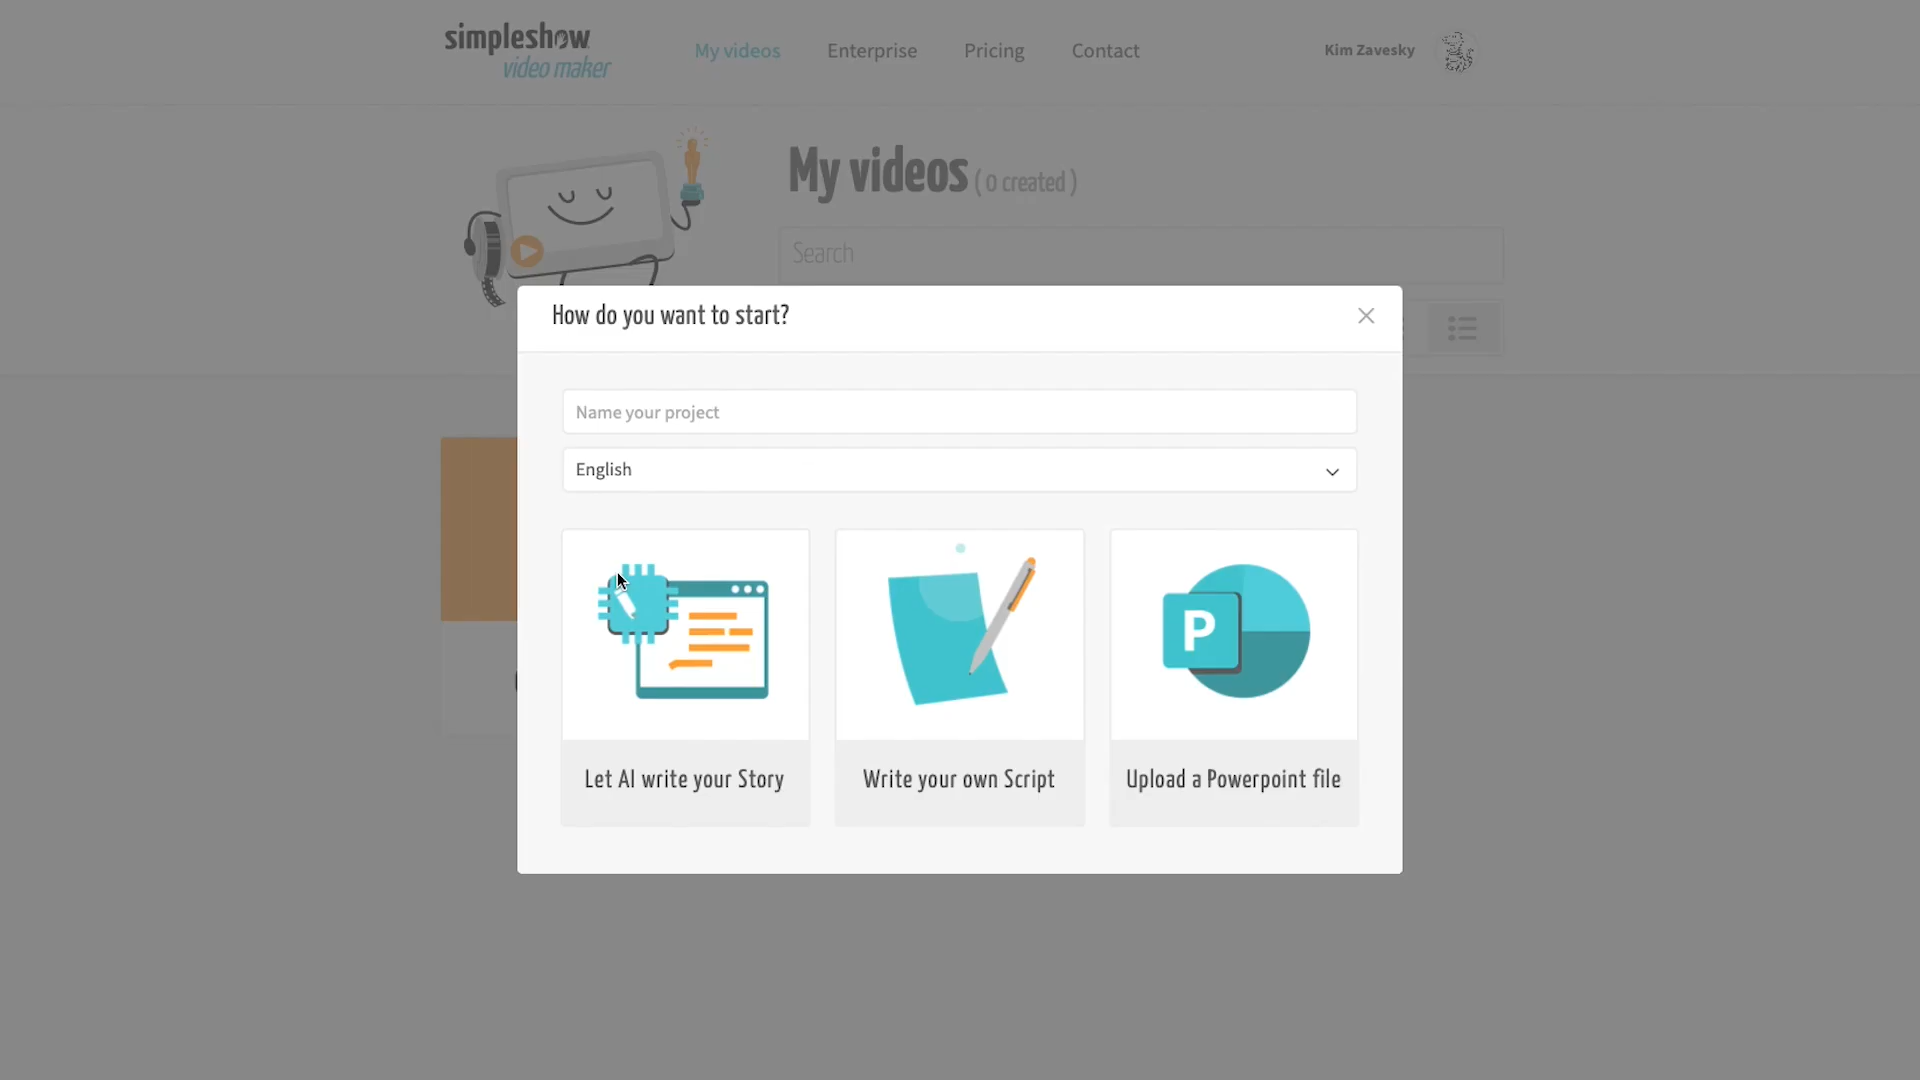 simpleshow
video maker
My videos
Enterprise
Pricing
Contact
Kim Zavesky
My videos ( 0 created )
Search
How do you want to start?
Name your project
English
P
Let AI write your Story
Write your own Script
Upload a Powerpoint file